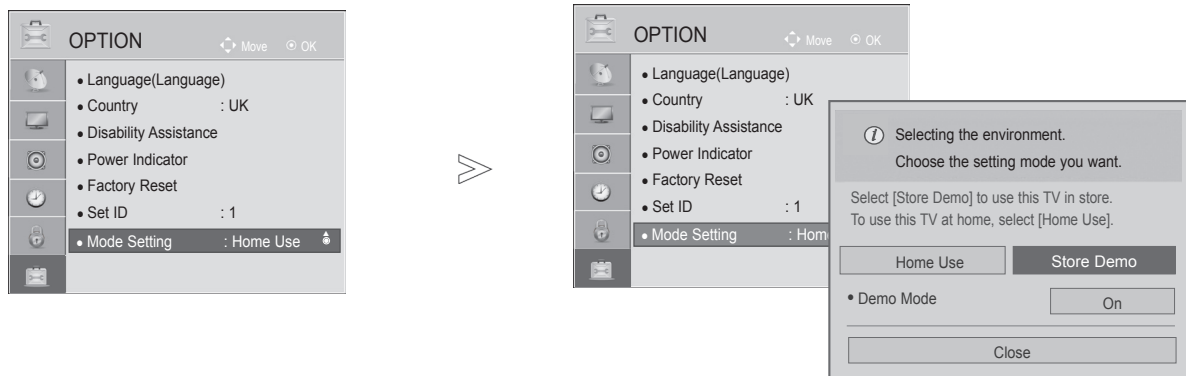 OPTION
Move OK
• Language(Language)
• Country : UK
• Disability Assistance
• Power Indicator
• Factory Reset
• Set ID : 1
• Mode Setting : Home Use
OPTION
Move OK
• Language(Language)
• Country : UK
• Disability Assistance
• Power Indicator
• Factory Reset
• Set ID : 1
• Mode Setting : Hom
Selecting the environment.
Choose the setting mode you want.
Select [Store Demo] to use this TV in store.
To use this TV at home, select [Home Use].
Home Use Store Demo
• Demo Mode On
Close